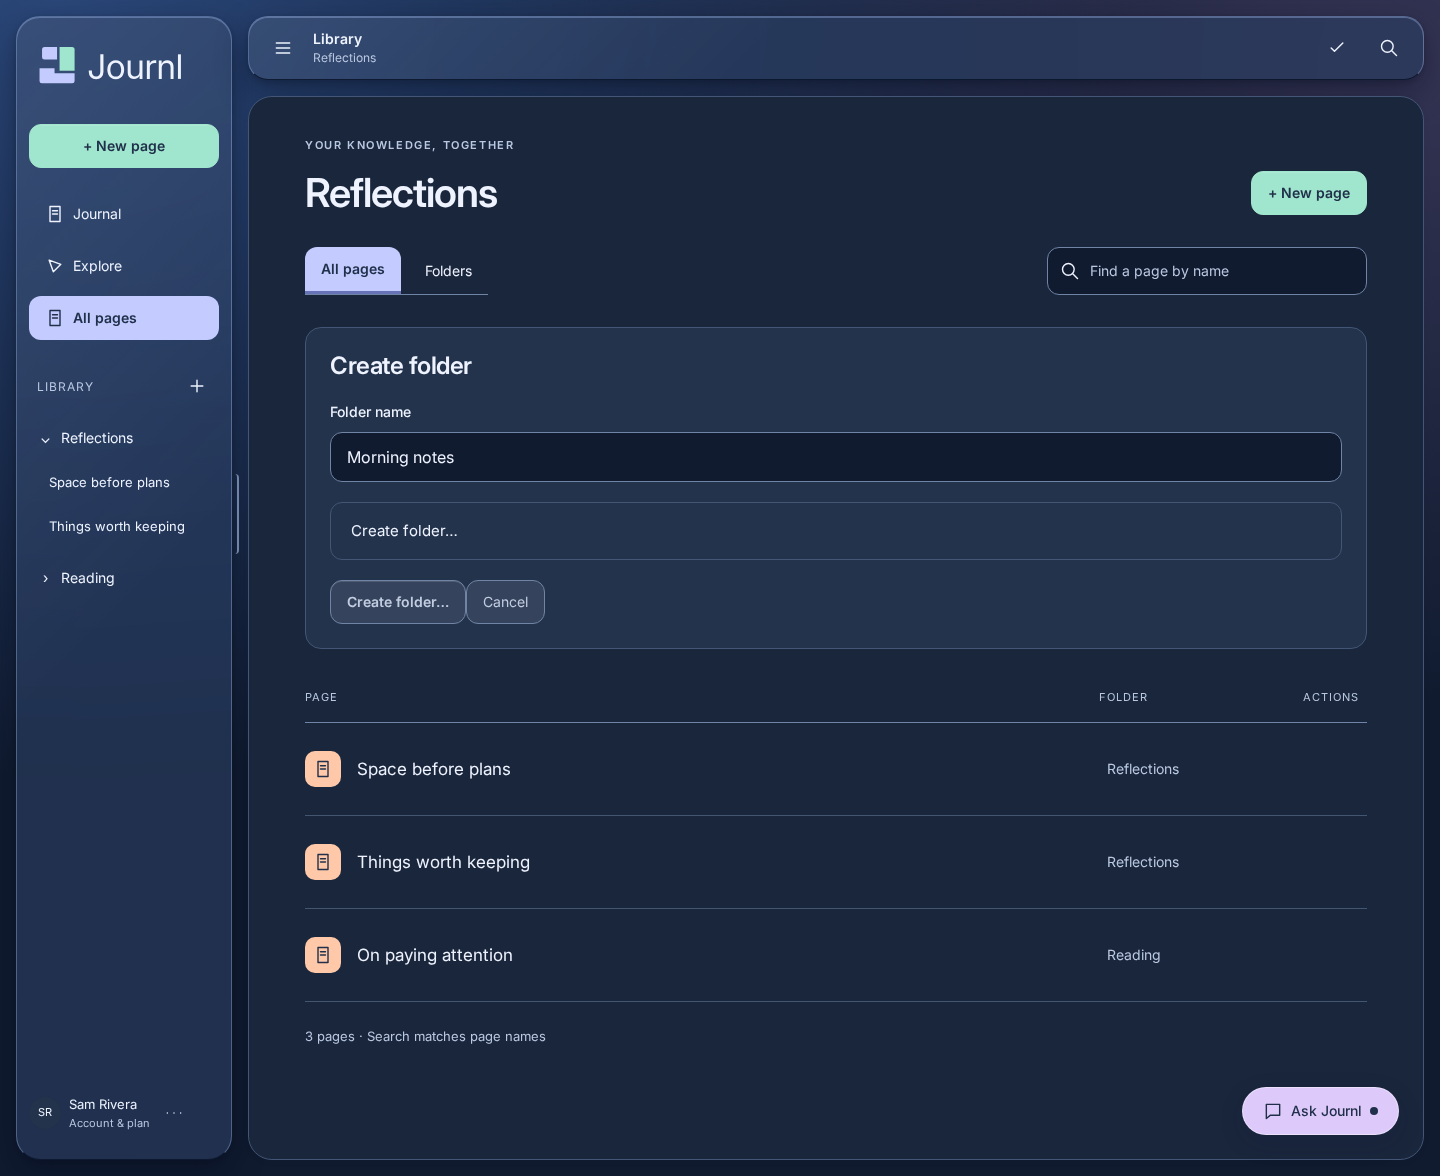 Journl
+ New page
Journal
Explore
All pages
LIBRARY
Reflections
Space before plans
Things worth keeping
Reading
SR
Sam Rivera
Account & plan
Library
Reflections
YOUR KNOWLEDGE, TOGETHER
Reflections
+ New page
All pages
Folders
Find a page by name
Create folder
Folder name
Morning notes
Create folder...
Create folder...
Cancel
PAGE
FOLDER
ACTIONS
Space before plans
Reflections
Things worth keeping
Reflections
On paying attention
Reading
3 pages · Search matches page names
Ask Journl